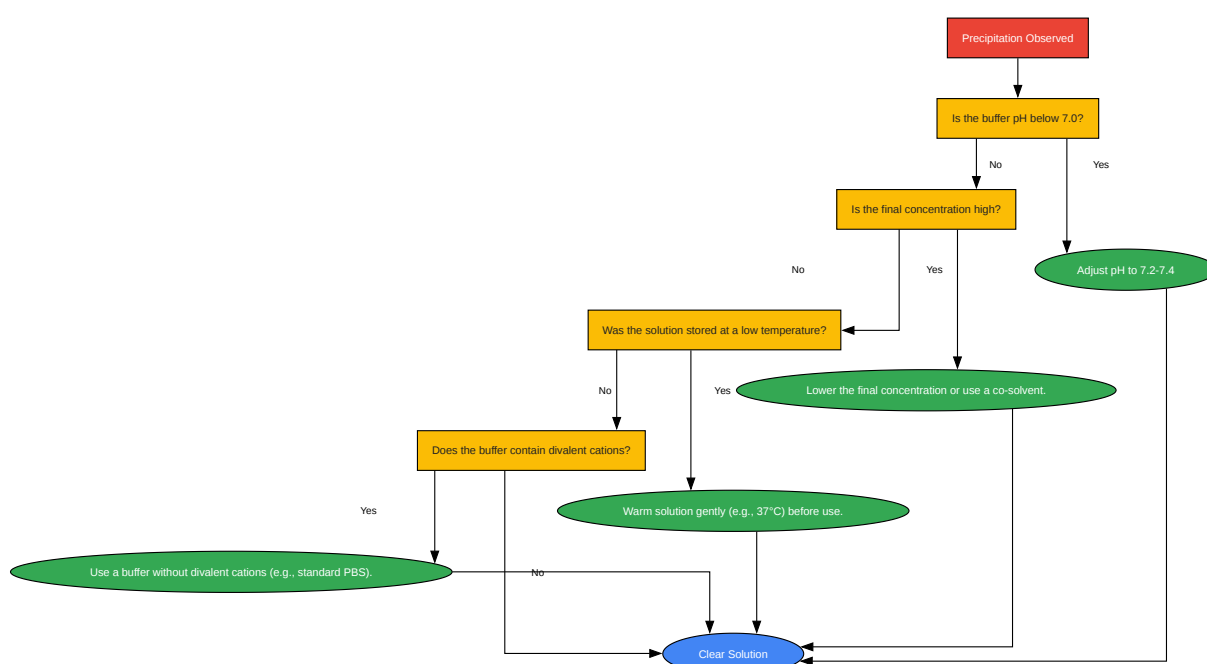 Precipitation Observed
Is the buffer pH below 7.0?
No
Yes
Is the final concentration high?
No
Yes
Adjust pH to 7.2-7.4
Was the solution stored at a low temperature?
No
Yes
Lower the final concentration or use a co-solvent.
Does the buffer contain divalent cations?
Yes
Warm solution gently (e.g., 37°C) before use.
Use a buffer without divalent cations (e.g., standard PBS).
No
Clear Solution